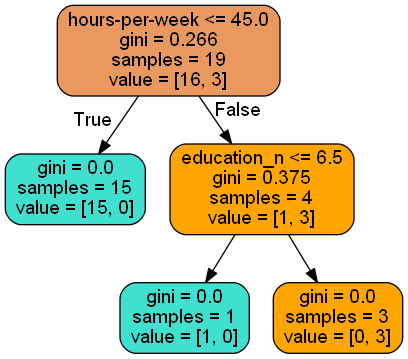 hours-per-week <= 45.0
gini = 0.266
samples = 19
value = [16, 3]
True
False
gini = 0.0
samples = 15
value = [15, 0]
education_n <= 6.5
gini = 0.375
samples = 4
value = [1, 3]
gini = 0.0
samples = 1
value = [1, 0]
gini = 0.0
samples = 3
value = [0, 3]